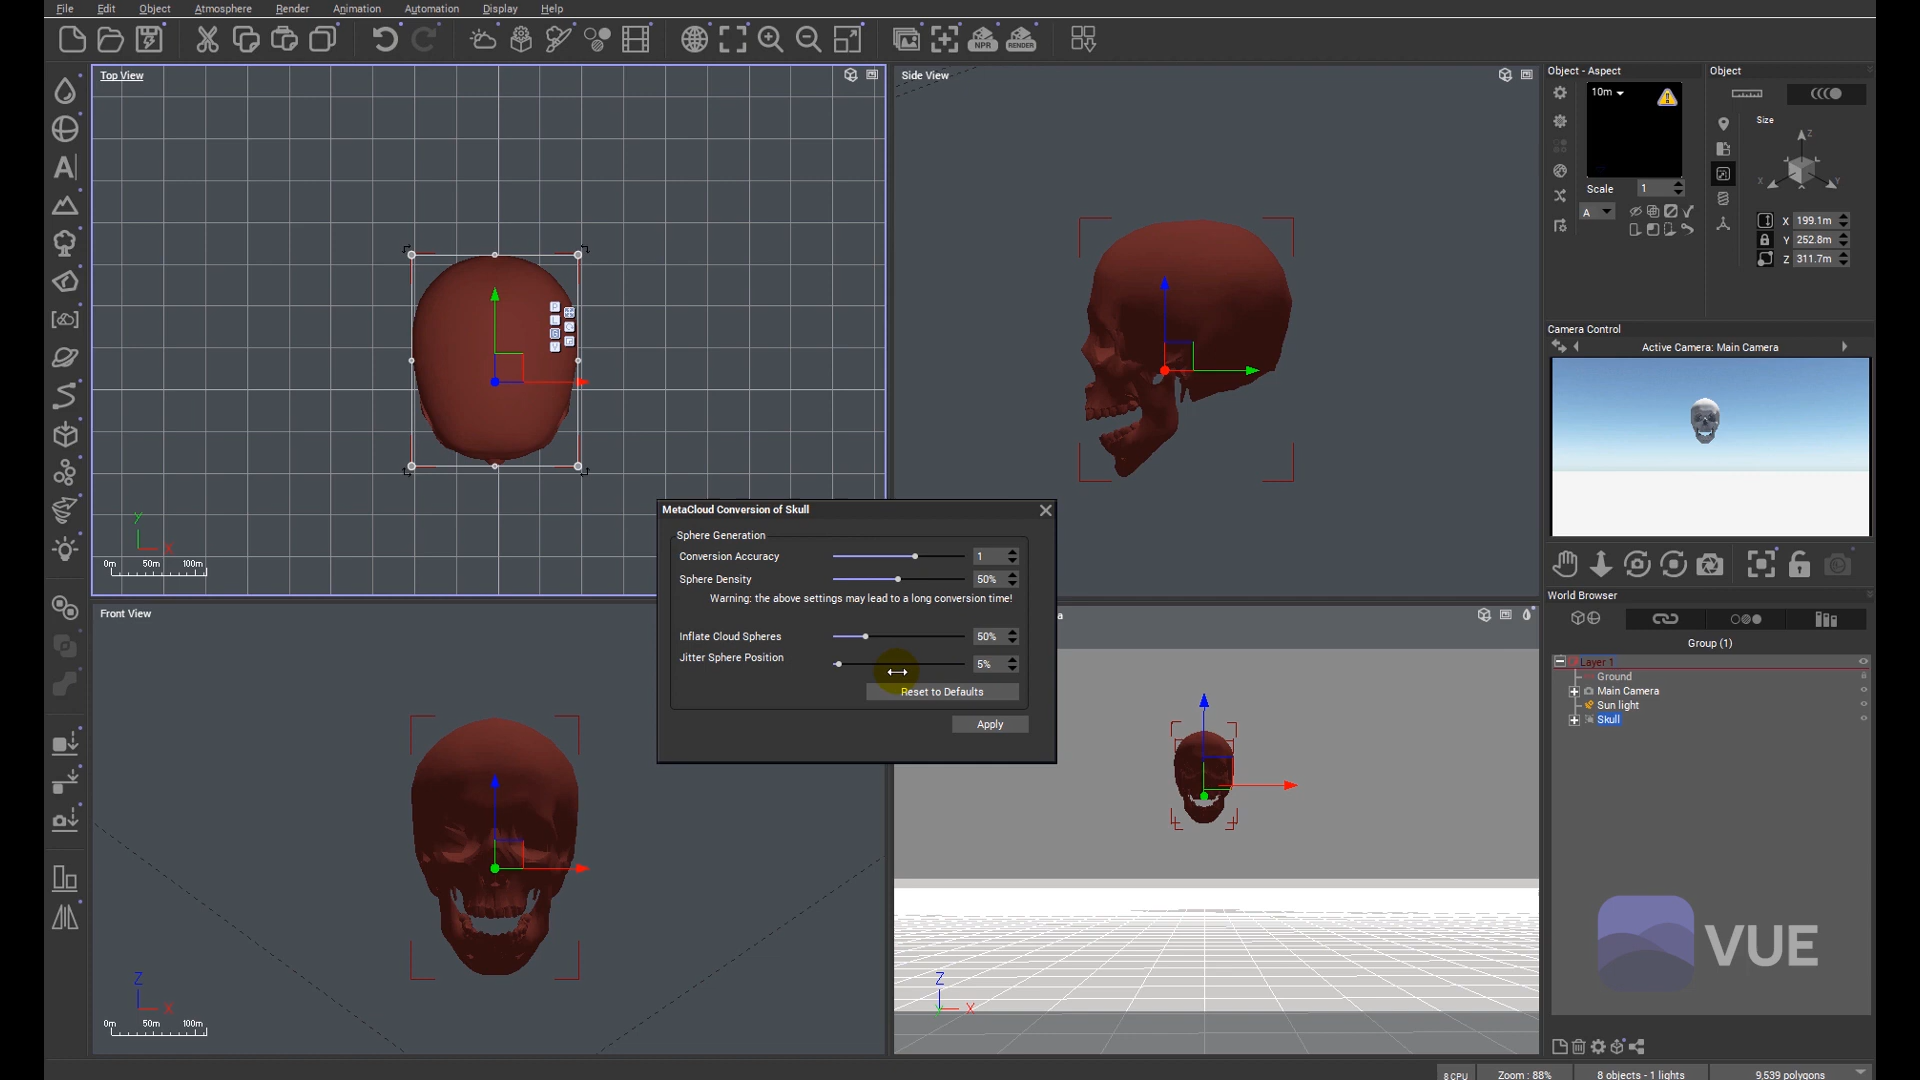 File Edit Object Atmosphere Render Animation Automation Display Help
NPR RENDER
Top View
Side View
Object - Aspect
Object
10m
Size
Z
X Y
Scale 1
A
X 199.1m
Y 252.8m
Z 311.7m
P
L
G
V
Camera Control
Active Camera: Main Camera
Y
X
0m 50m 100m
MetaCloud Conversion of Skull
Sphere Generation
Conversion Accuracy 1
Sphere Density 50%
Warning: the above settings may lead to a long conversion time!
Inflate Cloud Spheres 50%
Jitter Sphere Position 5%
Reset to Defaults
Apply
World Browser
Group (1)
Layer 1
Ground
Main Camera
Sun light
Skull
Front View
a
Z
X
0m 50m 100m
Z
Y X
VUE
8 CPU Zoom : 88% 8 objects - 1 lights 9,539 polygons